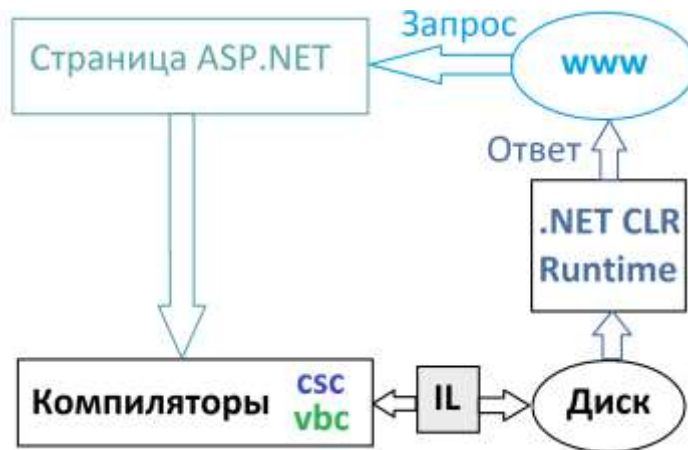 Запрос
Страница ASP.NET
www
Ответ
.NET CLR
Runtime
Компиляторы
csc
vbc
IL
Диск